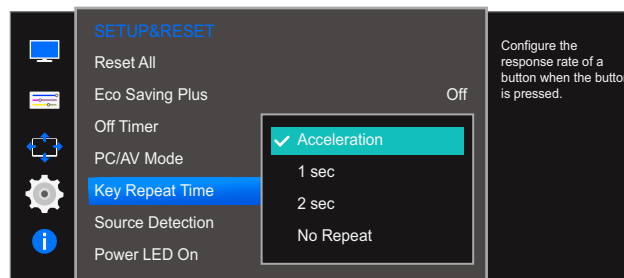 SETUP&RESET
Reset All
Eco Saving Plus Off
Off Timer
PC/AV Mode
Key Repeat Time
Source Detection
Power LED On
Acceleration
1 sec
2 sec
No Repeat
Configure the
response rate of a
button when the button
is pressed.